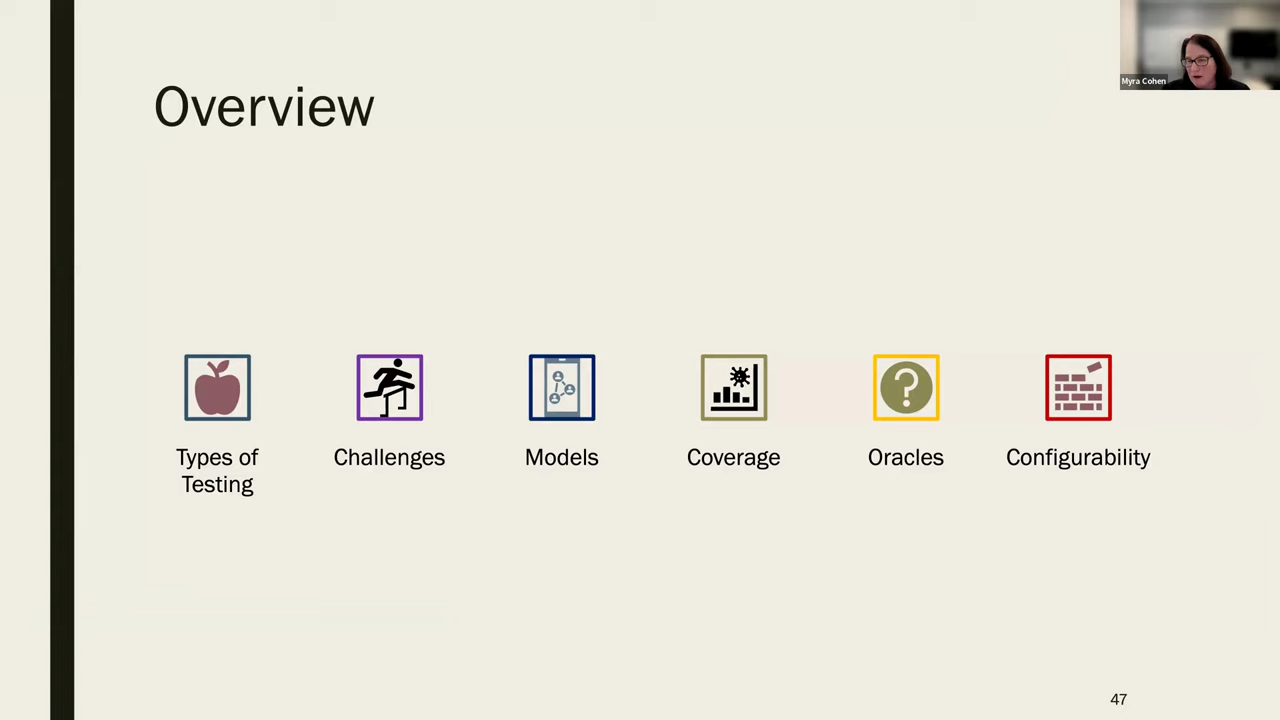 Myra Cohen
Overview
Types of
Testing
Challenges
Models
Coverage
Oracles
Configurability
47